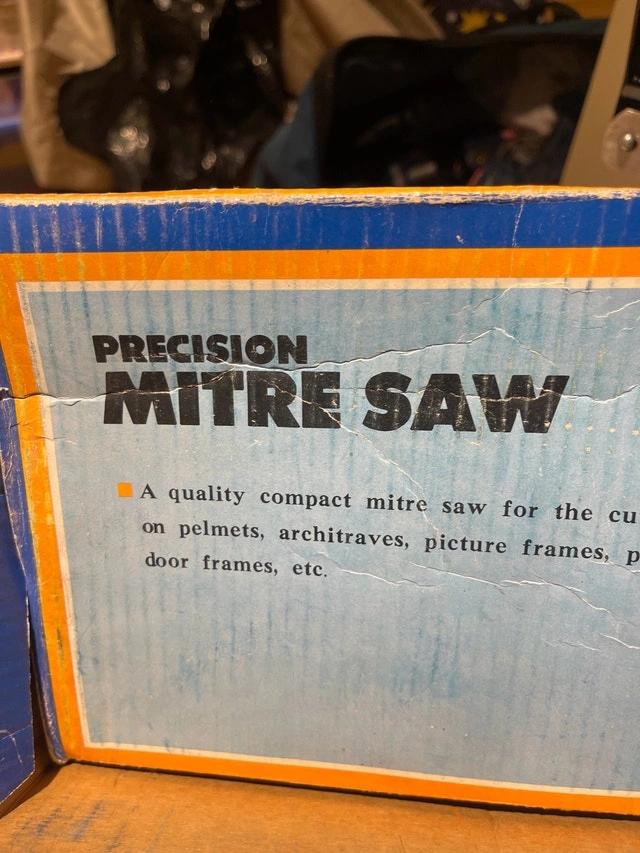 PRECISION
MITRE SAW
A quality compact mitre saw for the cu
on pelmets, architraves, picture frames, p
door frames, etc.